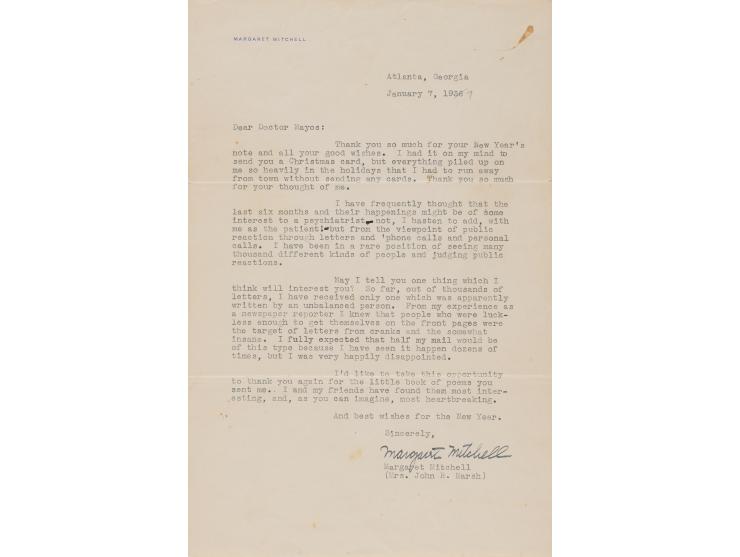 MARGARET MITCHELL
Atlanta, Georgia
January 7, 19367
Dear Doctor Mayos:
Thank you so much for your New Year's
note and all your good wishes. I had it on my mind to
send you a Christmas card, but everything piled up on
me so heavily in the holidays that I had to run away
from town without sending any cards. Thank you so much
for your thought of me.
I have frequently thought that the
last six months and their happenings might be of some
interest to a psychiatrist-not, I hasten to add, with
me as the patient!-but from the viewpoint of public
reaction through letters and 'phone calls and personal
calls. I have been in a rare position of seeing many
thousand different kinds of people and judging public
reactions.
May I tell you one thing which I
think will interest you? So far, out of thousands of
letters, I have received only one which was apparently
written by an unbalanced person. From my experience as
a newspaper reporter I knew that people who were luck-
less enough to get themselves on the front pages were
the target of letters from cranks and the somewhat
insane. I fully expected that half my mail would be
of this type because I have seen it happen dozens of
times, but I was very happily disappointed.
I'd like to take this opportunity
to thank you again for the little book of poems you
sent me.. I and my friends have found them most inter-
esting, and, as you can imagine, most heartbreaking.
And best wishes for the New Year.
Sincerely,
Margaret Mitchell
Margaret Mitchell
(Mrs. John R. Marsh)